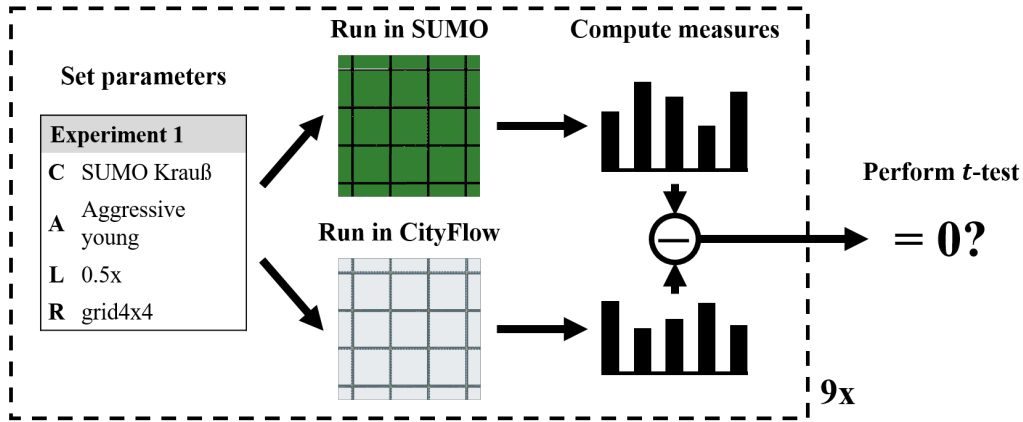 Set parameters
Experiment 1
C SUMO Krauß
A Aggressive
young
L 0.5x
R grid4x4
Run in SUMO
Run in CityFlow
Compute measures
9x
Perform t-test
= 0?